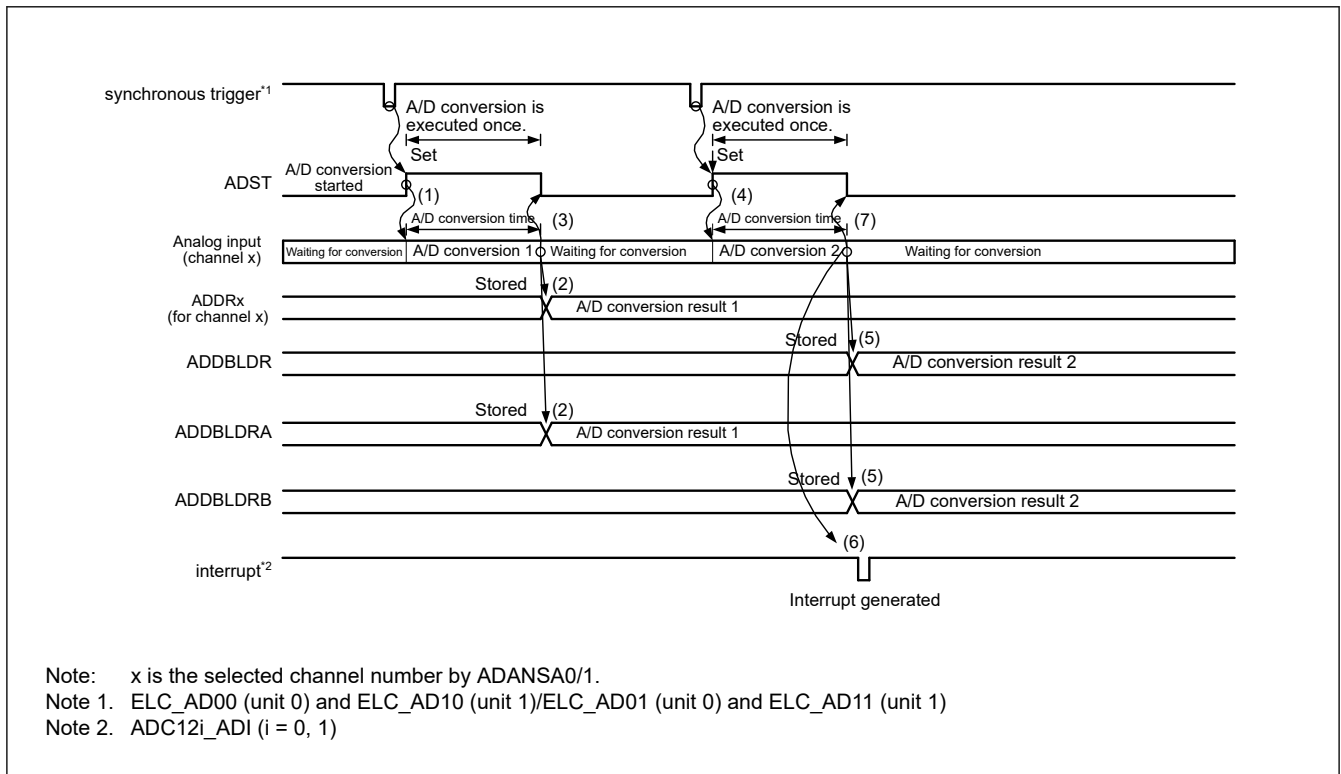 synchronous trigger*1
A/D conversion is
executed once.
A/D conversion is
executed once.
Set
Set
ADST
A/D conversion
started
(1)
(4)
A/D conversion time
(3)
A/D conversion time
(7)
Analog input
(channel x)
Waiting for conversion
A/D conversion 1
Waiting for conversion
A/D conversion 2
Waiting for conversion
Stored
(2)
ADDRx
(for channel x)
A/D conversion result 1
Stored
(5)
ADDBLDR
A/D conversion result 2
Stored
(2)
ADDBLDRA
A/D conversion result 1
Stored
(5)
ADDBLDRB
A/D conversion result 2
(6)
interrupt*2
Interrupt generated
Note: x is the selected channel number by ADANSA0/1.
Note 1. ELC_AD00 (unit 0) and ELC_AD10 (unit 1)/ELC_AD01 (unit 0) and ELC_AD11 (unit 1)
Note 2. ADC12i_ADI (i = 0, 1)